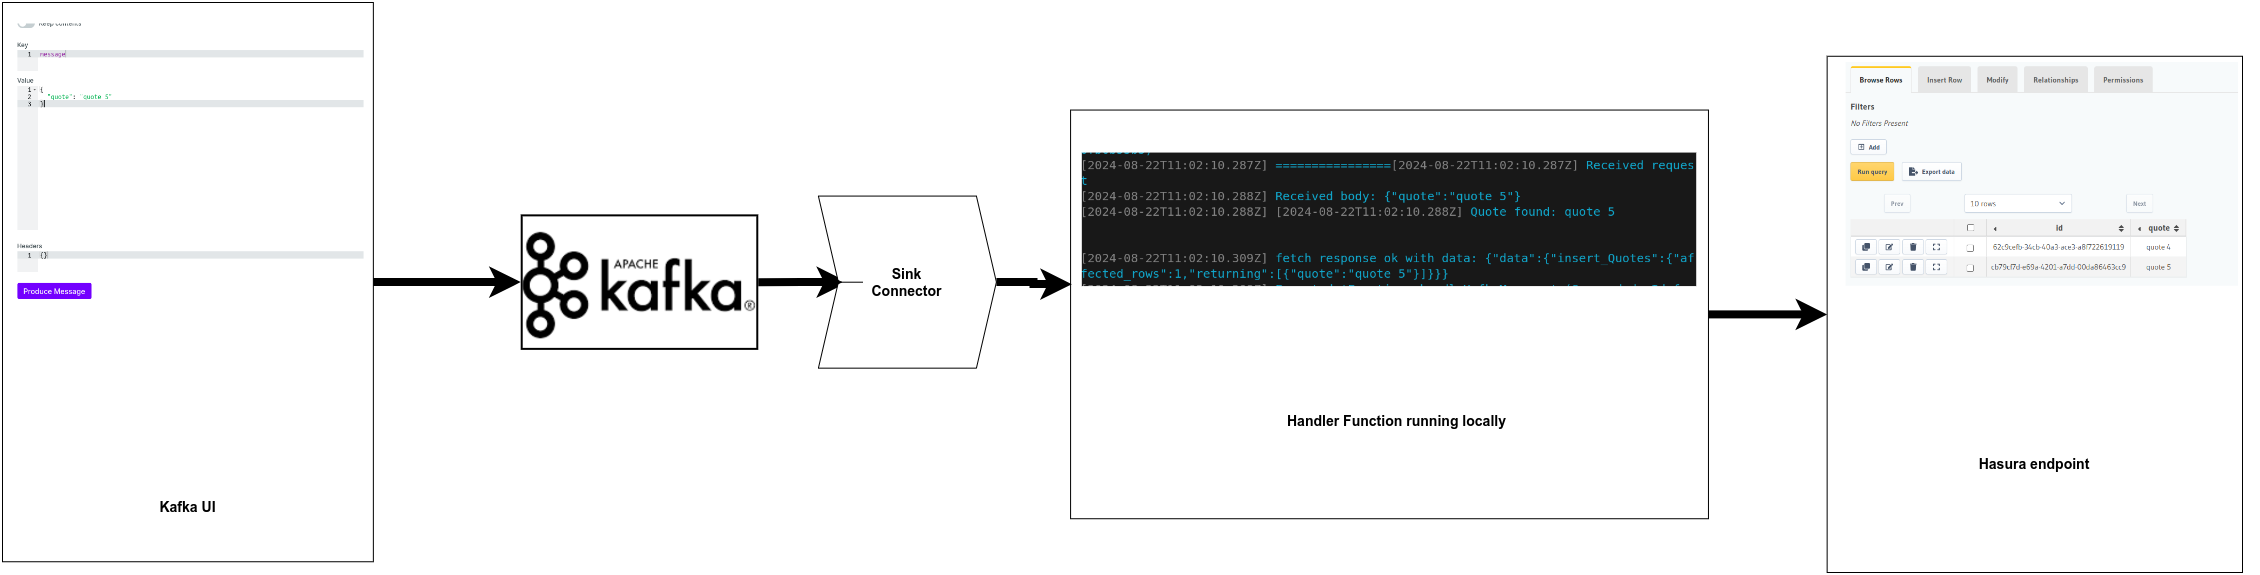 Keep contents
Key
1 message
Value
1 {
2 "quote": "quote 5"
3 }
Headers
1 {}
Produce Message
Kafka UI
APACHE
kafka®
Sink
Connector
[2024-08-22T11:02:10.287Z] ================[2024-08-22T11:02:10.287Z] Received reques
t
[2024-08-22T11:02:10.288Z] Received body: {"quote":"quote 5"}
[2024-08-22T11:02:10.288Z] [2024-08-22T11:02:10.288Z] Quote found: quote 5
[2024-08-22T11:02:10.309Z] fetch response ok with data: {"data":{"insert_Quotes":{"af
fected_rows":1,"returning":[{"quote":"quote 5"}]}}}
Handler Function running locally
Browse Rows Insert Row Modify Relationships Permissions
Filters
No Filters Present
Add
Run query Export data
Prev 10 rows Next
id quote
62c9cefb-34cb-40a3-ace3-a8f722619119 quote 4
cb79cf7d-e69a-4201-a7dd-00da86463cc9 quote 5
Hasura endpoint